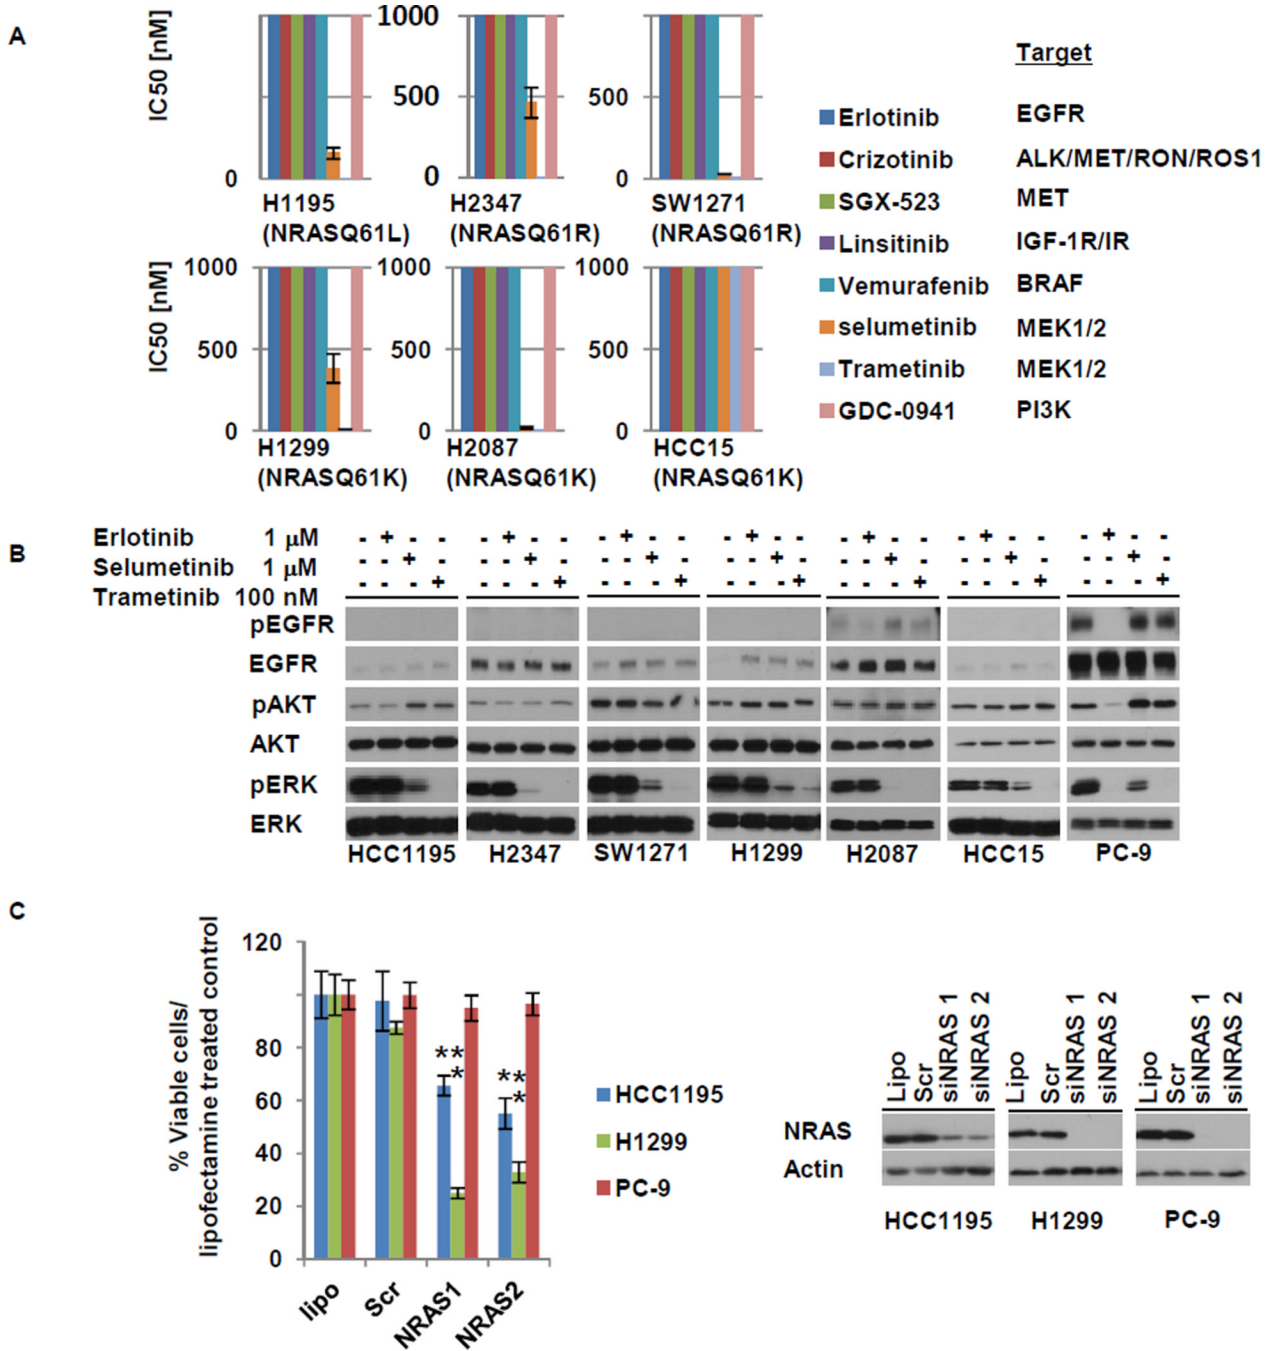 A
IC50 [nM]
0
H1195
(NRASQ61L)
1000
500
0
H2347
(NRASQ61R)
500
0
SW1271
(NRASQ61R)
IC50 [nM]
1000
500
0
H1299
(NRASQ61K)
1000
500
0
H2087
(NRASQ61K)
1000
500
0
HCC15
(NRASQ61K)
Target
Erlotinib EGFR
Crizotinib ALK/MET/RON/ROS1
SGX-523 MET
Linsitinib IGF-1R/IR
Vemurafenib BRAF
selumetinib MEK1/2
Trametinib MEK1/2
GDC-0941 PI3K
B
Erlotinib 1 µM - + - - - + - - - + - - - + - - - + - - - + - - - + - -
Selumetinib 1 µM - - + - - - + - - - + - - - + - - - + - - - + - - - + -
Trametinib 100 nM - - - + - - - + - - - + - - - + - - - + - - - + - - - +
pEGFR
EGFR
pAKT
AKT
pERK
ERK
HCC1195 H2347 SW1271 H1299 H2087 HCC15 PC-9
C
% Viable cells/
lipofectamine treated control
120
100
80
60
40
20
0
** *
** *
lipo Scr NRAS1 NRAS2
HCC1195
H1299
PC-9
Lipo Scr siNRAS 1 siNRAS 2 Lipo Scr siNRAS 1 siNRAS 2 Lipo Scr siNRAS 1 siNRAS 2
NRAS
Actin
HCC1195 H1299 PC-9